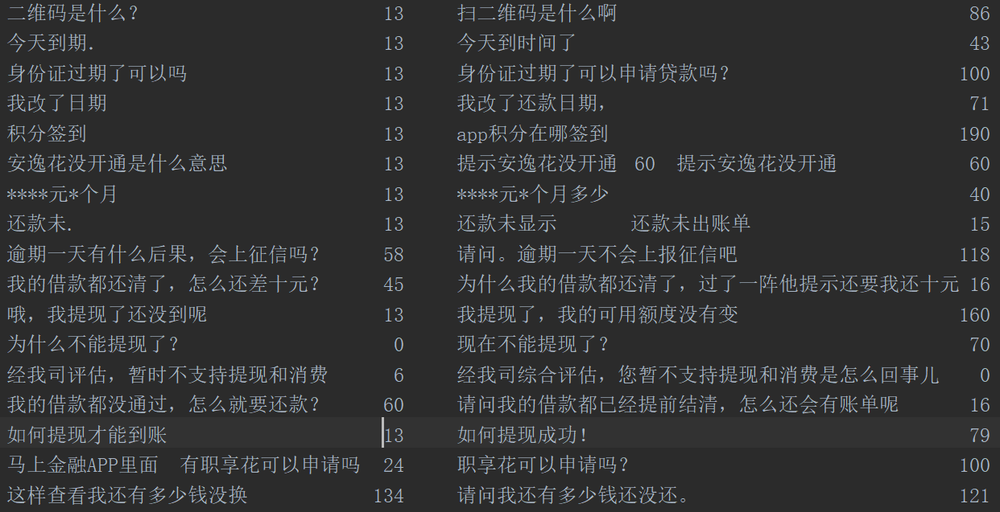 二维码是什么? 13 扫二维码是什么啊 86
今天到期. 13 今天到时间了 43
身份证过期了可以吗 13 身份证过期了可以申请贷款吗? 100
我改了日期 13 我改了还款日期, 71
积分签到 13 app积分在哪签到 190
安逸花没开通是什么意思 13 提示安逸花没开通 60 提示安逸花没开通 60
****元*个月 13 ****元*个月多少 40
还款未. 13 还款未显示 还款未出账单 15
逾期一天有什么后果，会上征信吗? 58 请问。逾期一天不会上报征信吧 118
我的借款都还清了，怎么还差十元? 45 为什么我的借款都还清了，过了一阵他提示还要我还十元 16
哦，我提现了还没到呢 13 我提现了，我的可用额度没有变 160
为什么不能提现了? 0 现在不能提现了? 70
经我司评估，暂时不支持提现和消费 6 经我司综合评估，您暂不支持提现和消费是怎么回事儿 0
我的借款都没通过，怎么就要还款? 60 请问我的借款都已经提前结清，怎么还会有账单呢 16
如何提现才能到账 13 如何提现成功! 79
马上金融APP里面 有职享花可以申请吗 24 职享花可以申请吗? 100
这样查看我还有多少钱没换 134 请问我还有多少钱还没还。 121